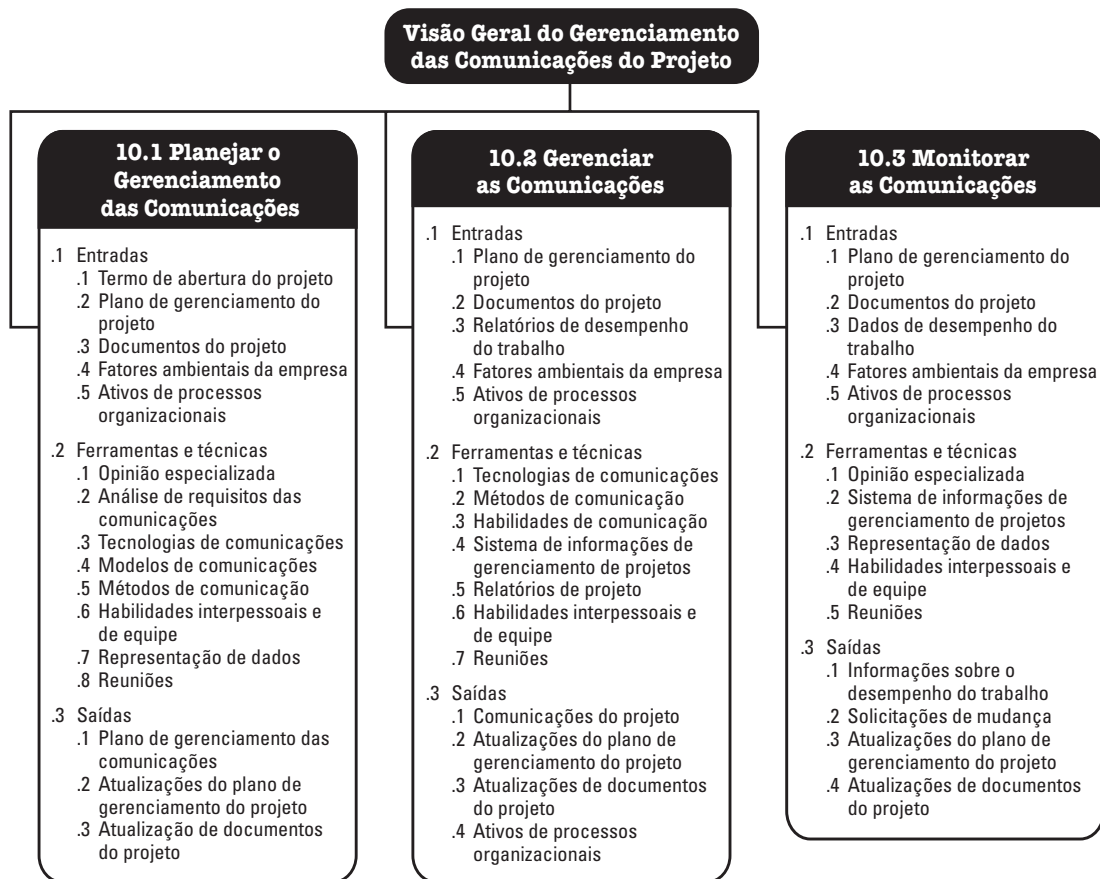 Visão Geral do Gerenciamento
das Comunicações do Projeto
10.1 Planejar o
Gerenciamento
das Comunicações
.1 Entradas
.1 Termo de abertura do projeto
.2 Plano de gerenciamento do
projeto
.3 Documentos do projeto
.4 Fatores ambientais da empresa
.5 Ativos de processos
organizacionais
.2 Ferramentas e técnicas
.1 Opinião especializada
.2 Análise de requisitos das
comunicações
.3 Tecnologias de comunicações
.4 Modelos de comunicações
.5 Métodos de comunicação
.6 Habilidades interpessoais e
de equipe
.7 Representação de dados
.8 Reuniões
.3 Saídas
.1 Plano de gerenciamento das
comunicações
.2 Atualizações do plano de
gerenciamento do projeto
.3 Atualização de documentos
do projeto
10.2 Gerenciar
as Comunicações
.1 Entradas
.1 Plano de gerenciamento do
projeto
.2 Documentos do projeto
.3 Relatórios de desempenho
do trabalho
.4 Fatores ambientais da empresa
.5 Ativos de processos
organizacionais
.2 Ferramentas e técnicas
.1 Tecnologias de comunicações
.2 Métodos de comunicação
.3 Habilidades de comunicação
.4 Sistema de informações de
gerenciamento de projetos
.5 Relatórios de projeto
.6 Habilidades interpessoais e
de equipe
.7 Reuniões
.3 Saídas
.1 Comunicações do projeto
.2 Atualizações do plano de
gerenciamento do projeto
.3 Atualizações de documentos
do projeto
.4 Ativos de processos
organizacionais
10.3 Monitorar
as Comunicações
.1 Entradas
.1 Plano de gerenciamento do
projeto
.2 Documentos do projeto
.3 Dados de desempenho do
trabalho
.4 Fatores ambientais da empresa
.5 Ativos de processos
organizacionais
.2 Ferramentas e técnicas
.1 Opinião especializada
.2 Sistema de informações de
gerenciamento de projetos
.3 Representação de dados
.4 Habilidades interpessoais e
de equipe
.5 Reuniões
.3 Saídas
.1 Informações sobre o
desempenho do trabalho
.2 Solicitações de mudança
.3 Atualizações do plano de
gerenciamento do projeto
.4 Atualizações de documentos
do projeto